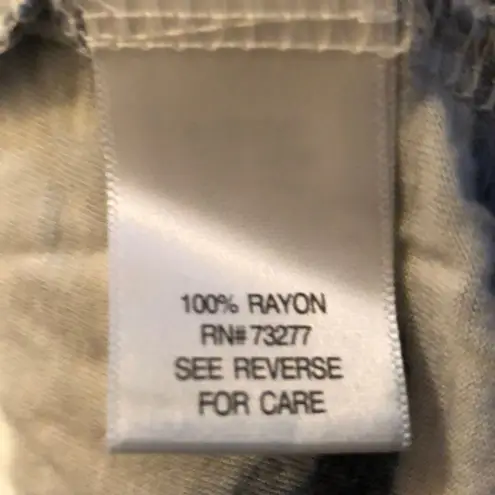 100% RAYON
RN# 73277
SEE REVERSE
FOR CARE